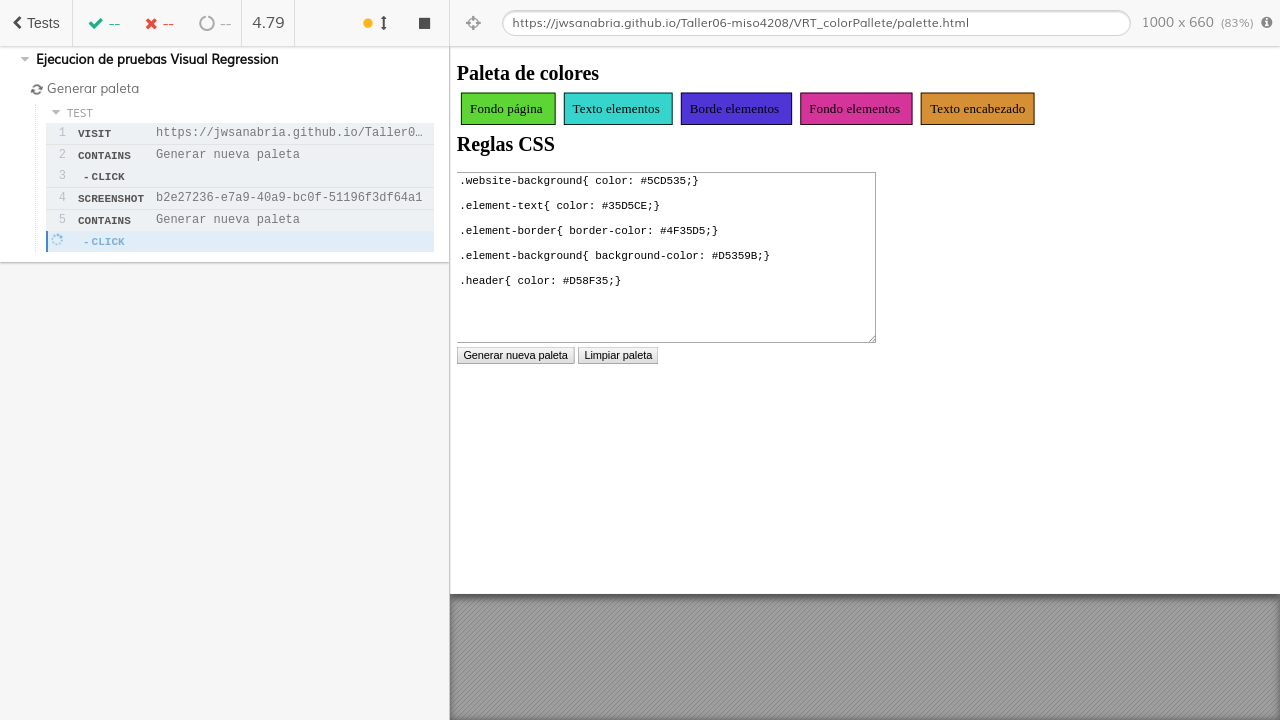 Tests
--
--
--
4.79
https://jwsanabria.github.io/Taller06-miso4208/VRT_colorPallete/palette.html
1000 x 660 (83%)
Ejecucion de pruebas Visual Regression
Generar paleta
TEST
1 VISIT https://jwsanabria.github.io/Taller0…
2 CONTAINS Generar nueva paleta
3 - CLICK
4 SCREENSHOT b2e27236-e7a9-40a9-bc0f-51196f3df64a1
5 CONTAINS Generar nueva paleta
- CLICK
Paleta de colores
Fondo página
Texto elementos
Borde elementos
Fondo elementos
Texto encabezado
Reglas CSS
.website-background{ color: #5CD535;}
.element-text{ color: #35D5CE;}
.element-border{ border-color: #4F35D5;}
.element-background{ background-color: #D5359B;}
.header{ color: #D58F35;}
Generar nueva paleta
Limpiar paleta